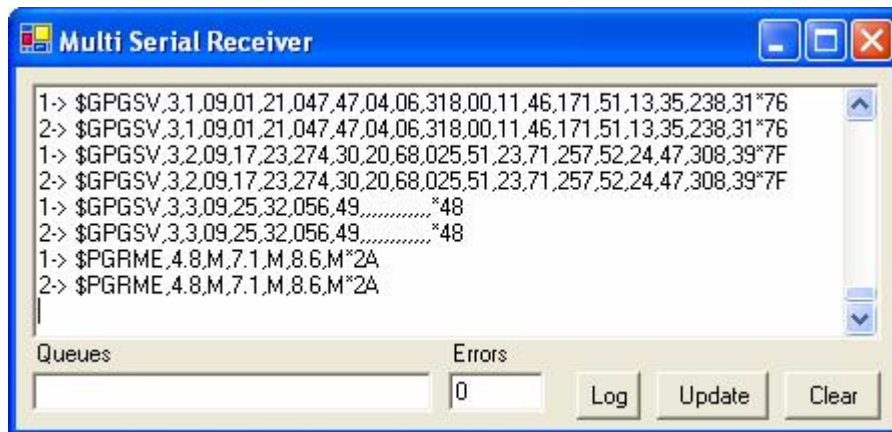 Multi Serial Receiver
1-> $GPGSV,3,1,09,01,21,047,47,04,06,318,00,11,46,171,51,13,35,238,31*76
2-> $GPGSV,3,1,09,01,21,047,47,04,06,318,00,11,46,171,51,13,35,238,31*76
1-> $GPGSV,3,2,09,17,23,274,30,20,68,025,51,23,71,257,52,24,47,308,39*7F
2-> $GPGSV,3,2,09,17,23,274,30,20,68,025,51,23,71,257,52,24,47,308,39*7F
1-> $GPGSV,3,3,09,25,32,056,49,,,,,,,,,,,,*48
2-> $GPGSV,3,3,09,25,32,056,49,,,,,,,,,,,,*48
1-> $PGRME,4.8,M,7.1,M,8.6,M*2A
2-> $PGRME,4.8,M,7.1,M,8.6,M*2A
Queues Errors
0 Log Update Clear